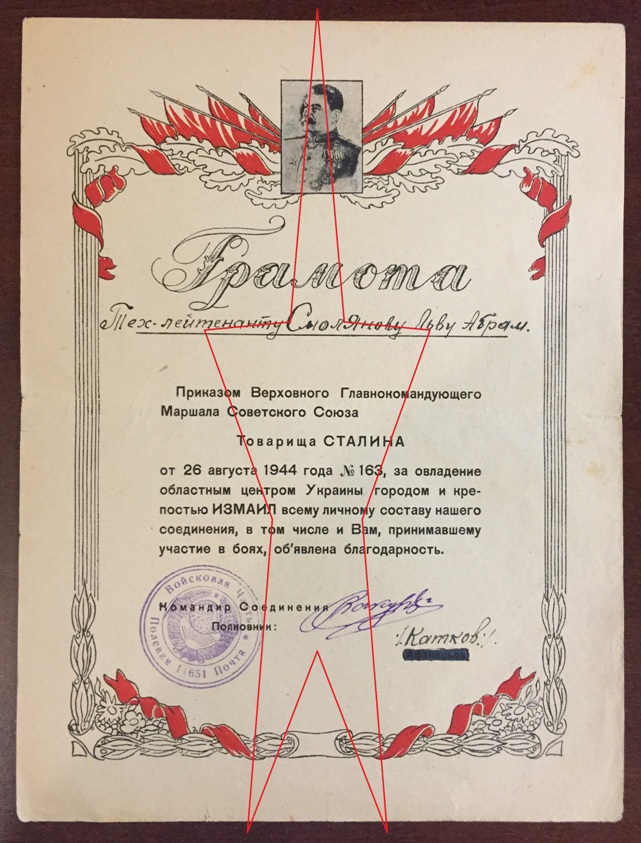 Грамота
Тех-лейтенанту Смолянову Льву Абрам.
Приказом Верховного Главнокомандующего
Маршала Советского Союза
Товарища СТАЛИНА
от 26 августа 1944 года № 163, за овладение
областным центром Украины городом и кре-
постью ИЗМАИЛ всему личному составу нашего
соединения, в том числе и Вам, принимавшему
участие в боях, об'явлена благодарность.
Войсковая Часть
Полевая Почта
11651
Командир Соединения
Полковник:
/Катков/.